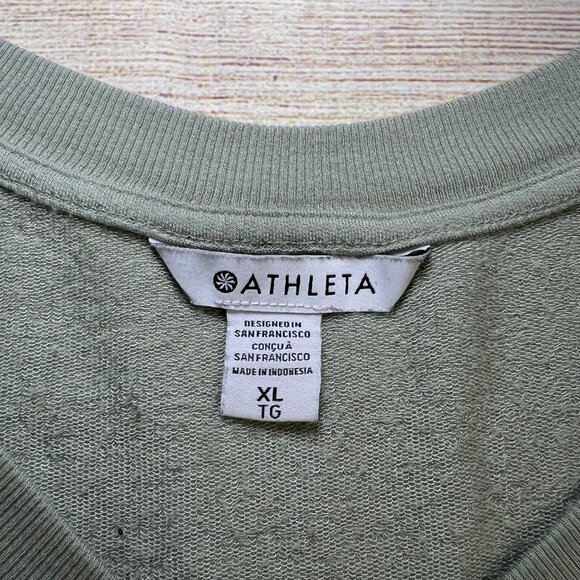 ATHLETA
DESIGNED IN
SAN FRANCISCO
CONÇU À
SAN FRANCISCO
MADE IN INDONESIA
XL
TG